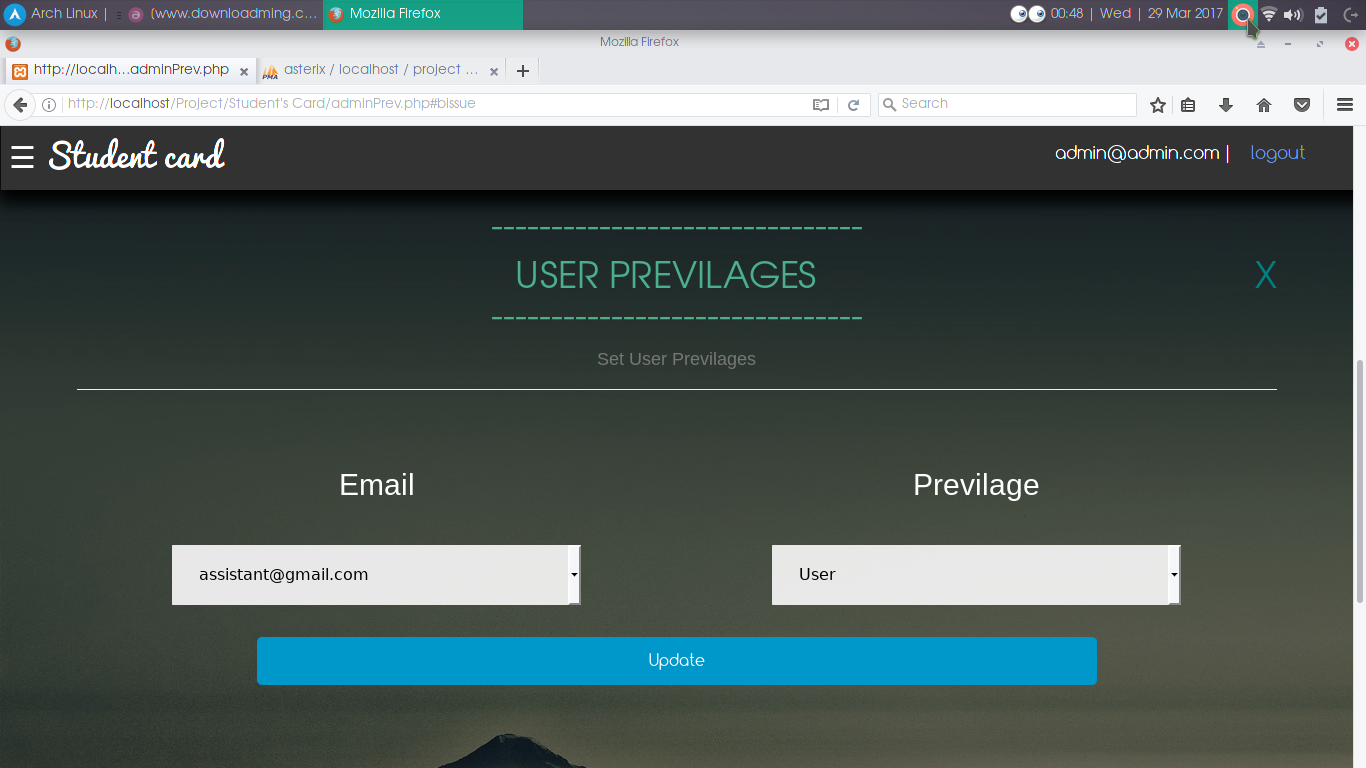 Arch Linux | [www.downloadming.c... Mozilla Firefox 00:48 | Wed | 29 Mar 2017
Mozilla Firefox
http://localh...adminPrev.php asterix / localhost / project ...
http://localhost/Project/Student's Card/adminPrev.php#bissue Search
☰ Student card admin@admin.com | logout
-------------------------------
USER PREVILAGES X
-------------------------------
Set User Previlages
Email Previlage
assistant@gmail.com User
Update